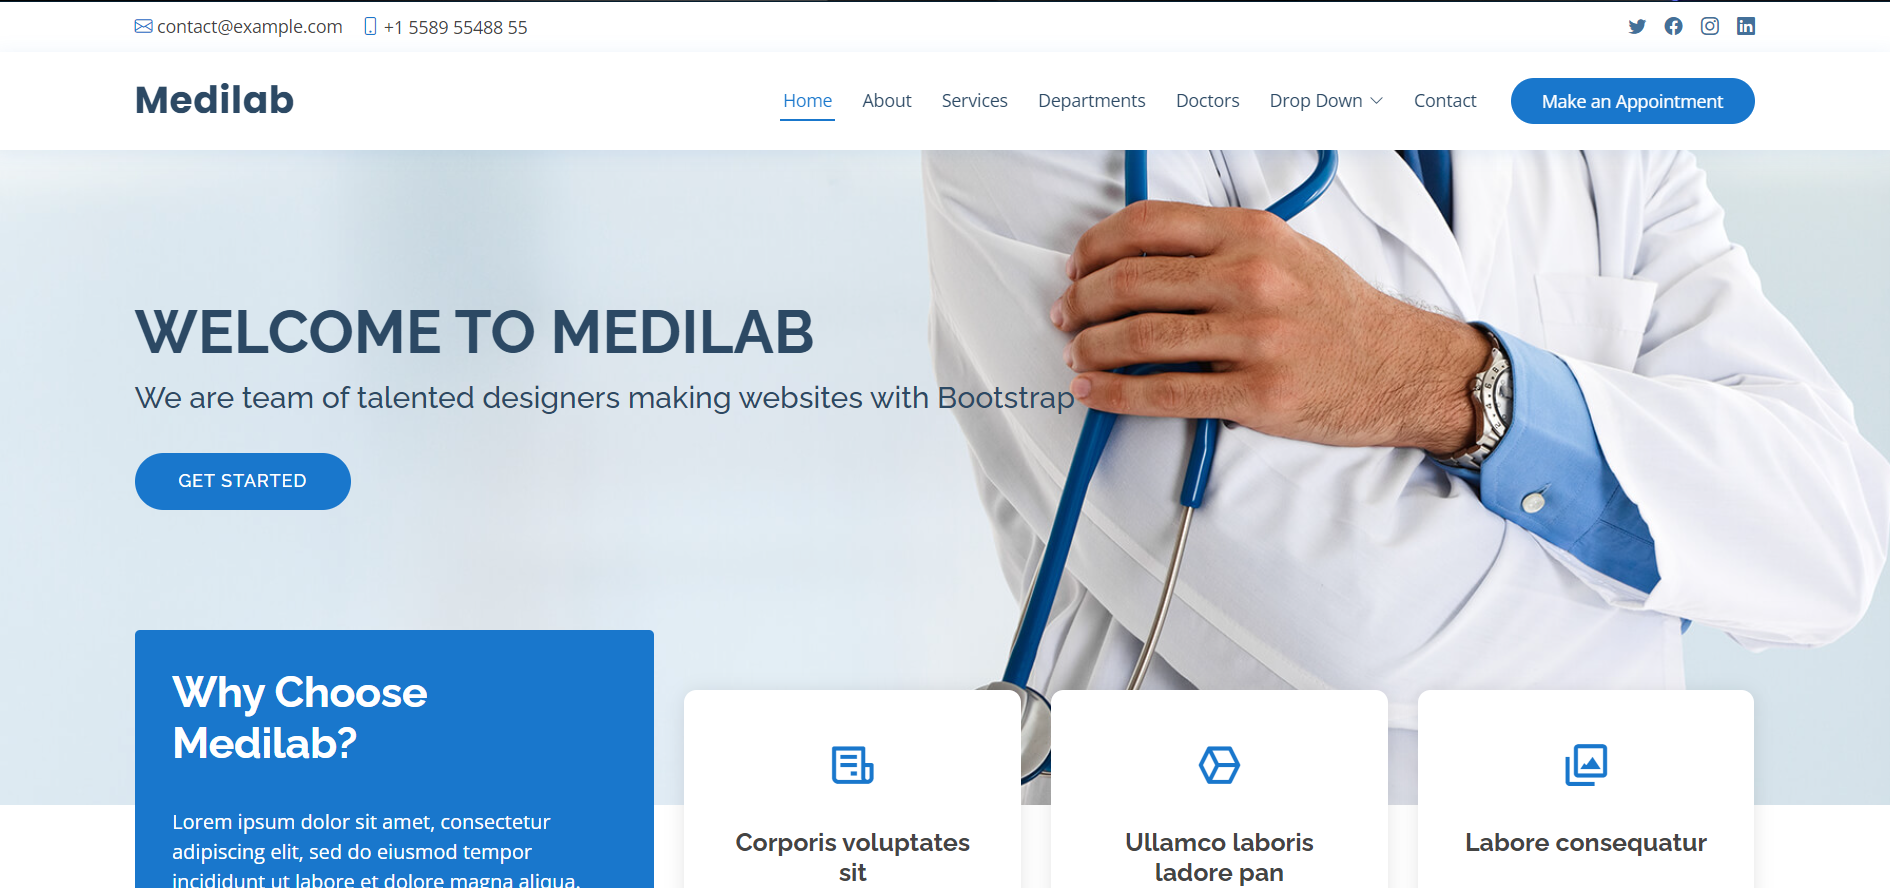 contact@example.com +1 5589 55488 55
Medilab
Home About Services Departments Doctors Drop Down Contact Make an Appointment
WELCOME TO MEDILAB
We are team of talented designers making websites with Bootstrap
GET STARTED
Why Choose
Medilab?
Lorem ipsum dolor sit amet, consectetur
adipiscing elit, sed do eiusmod tempor
incididunt ut labore et dolore magna aliqua.
Corporis voluptates
sit
Ullamco laboris
ladore pan
Labore consequatur